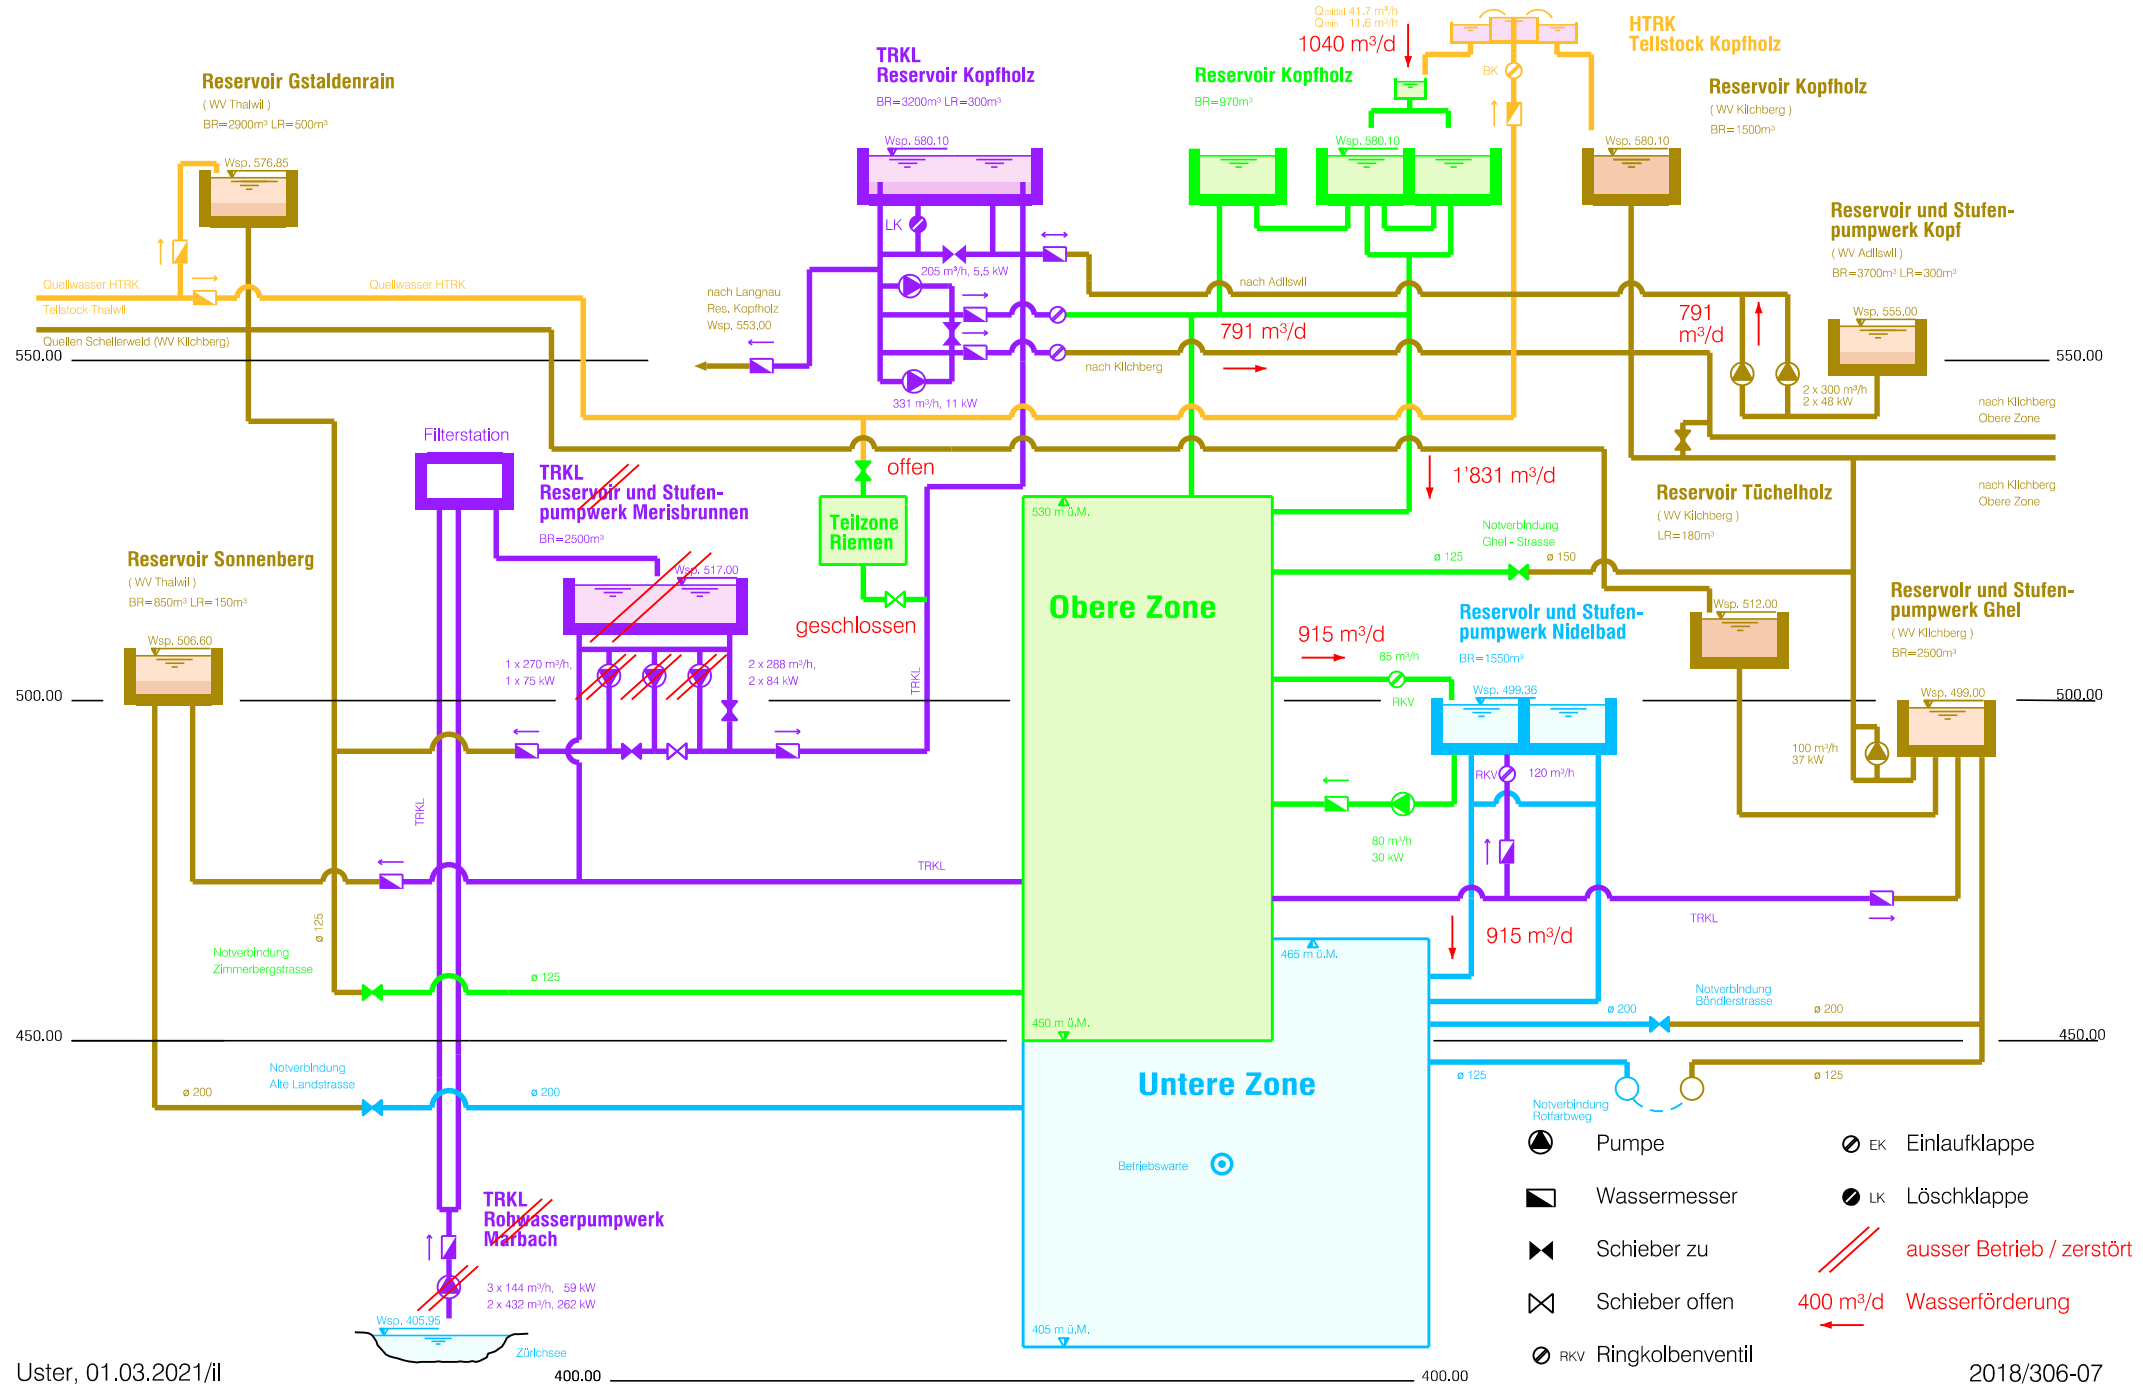 Qmittel 41.7 m³/h
Qmin 11.6 m³/h
1040 m³/d
HTRK
Tellstock Kopfholz
BK
TRKL
Reservoir Kopfholz
BR=3200m³ LR=300m³
Reservoir Kopfholz
BR=970m³
Reservoir Kopfholz
( WV Kilchberg )
BR=1500m³
Reservoir Gstaldenrain
( WV Thalwil )
BR=2900m³ LR=500m³
Wsp. 576.85
Wsp. 580.10
Wsp. 580.10
Wsp. 580.10
Reservoir und Stufen-
pumpwerk Kopf
( WV Adliswil )
BR=3700m³ LR=300m³
LK
205 m³/h, 5,5 kW
Quellwasser HTRK
Quellwasser HTRK
Tellstock Thalwil
Quellen Schellerweid (WV Kilchberg)
nach Langnau
Res. Kopfholz
Wsp. 553,00
nach Adliswil
791 m³/d
791
m³/d
Wsp. 555.00
550.00
550.00
nach Kilchberg
331 m³/h, 11 kW
2 x 300 m³/h
2 x 48 kW
nach Kilchberg
Obere Zone
Filterstation
offen
1'831 m³/d
nach Kilchberg
Obere Zone
TRKL
Reservoir und Stufen-
pumpwerk Merisbrunnen
BR=2500m³
Teilzone
Riemen
530 m ü.M.
Notverbindung
Ghei - Strasse
ø 125
ø 150
Reservoir Tüchelholz
( WV Kilchberg )
LR=180m³
Reservoir Sonnenberg
( WV Thalwil )
BR=850m³ LR=150m³
Wsp. 506.60
Wsp. 517.00
geschlossen
Obere Zone
915 m³/d
85 m³/h
RKV
Reservoir und Stufen-
pumpwerk Nidelbad
BR=1550m³
Wsp. 499.36
Wsp. 512.00
Reservoir und Stufen-
pumpwerk Ghei
( WV Kilchberg )
BR=2500m³
Wsp. 499.00
1 x 270 m³/h,
1 x 75 kW
2 x 288 m³/h,
2 x 84 kW
TRKL
500.00
500.00
RKV
120 m³/h
100 m³/h
37 kW
TRKL
80 m³/h
30 kW
TRKL
TRKL
ø 125
Notverbindung
Zimmerbergstrasse
ø 125
915 m³/d
465 m ü.M.
Notverbindung
Böndlerstrasse
ø 200
ø 200
450 m ü.M.
450.00
450.00
Notverbindung
Alte Landstrasse
ø 200
ø 200
Untere Zone
ø 125
ø 125
Notverbindung
Rotfarbweg
Betriebswarte
TRKL
Rohwasserpumpwerk
Marbach
3 x 144 m³/h, 59 kW
2 x 432 m³/h, 262 kW
Wsp. 405.95
Zürichsee
405 m ü.M.
Pumpe
EK Einlaufklappe
Wassermesser
LK Löschklappe
Schieber zu
ausser Betrieb / zerstört
Schieber offen
400 m³/d Wasserförderung
RKV Ringkolbenventil
Uster, 01.03.2021/il
400.00
400.00
2018/306-07